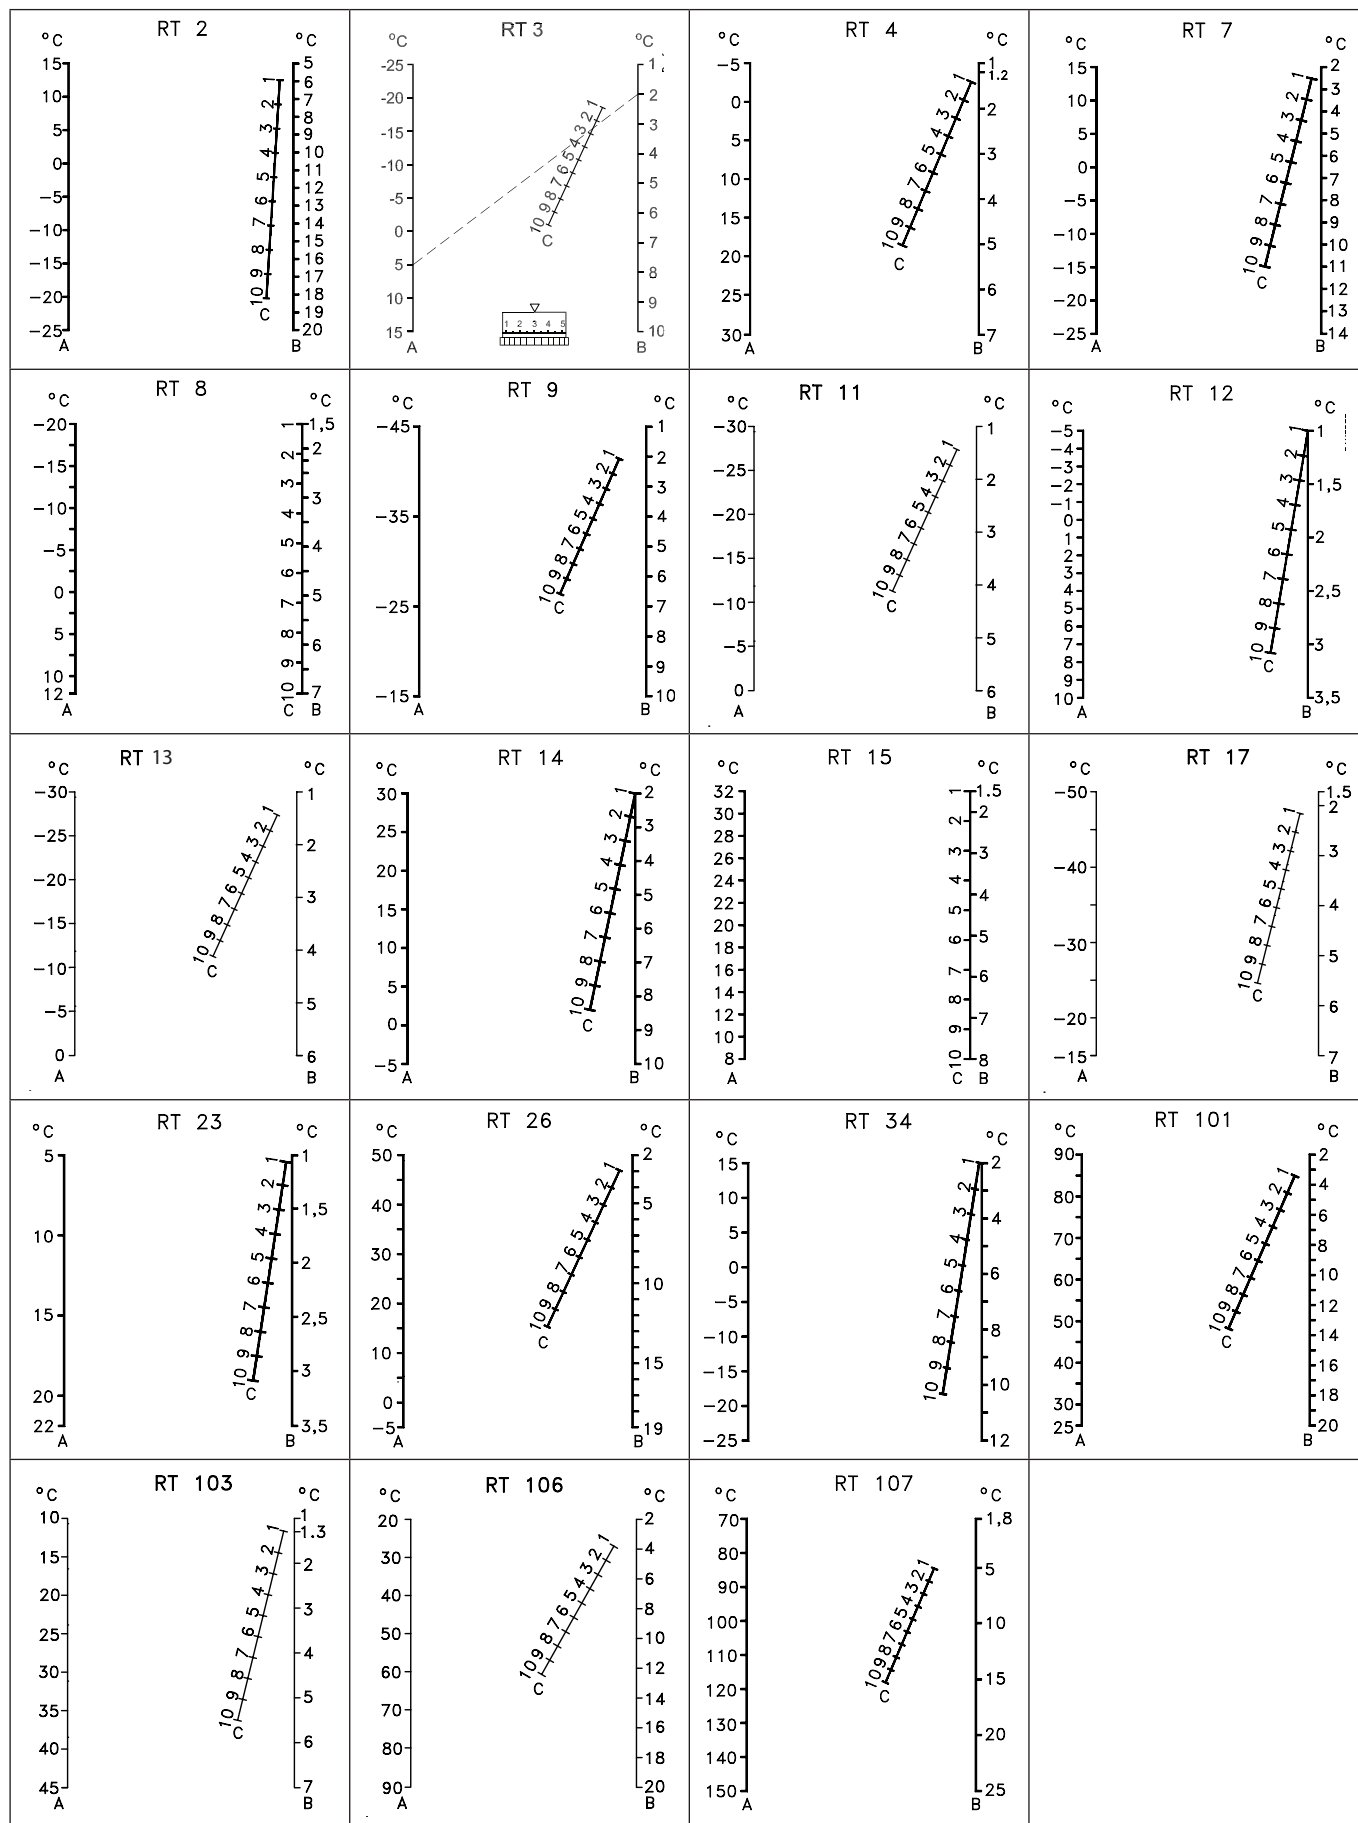 RT 2
°C °C
15 10 5 0 −5 −10 −15 −20 −25
A
1 2 3 4 5 6 7 8 9 10
C
5 6 7 8 9 10 11 12 13 14 15 16 17 18 19 20
B
RT 3
°C °C
-25 -20 -15 -10 -5 0 5 10 15
A
1 2 3 4 5 6 7 8 9 10
C
1 2 3 4 5
1 2 3 4 5 6 7 8 9 10
B
RT 4
°C °C
−5 0 5 10 15 20 25 30
A
1 2 3 4 5 6 7 8 9 10
C
1 1.2 2 3 4 5 6 7
B
RT 7
°C °C
15 10 5 0 −5 −10 −15 −20 −25
A
1 2 3 4 5 6 7 8 9 10
C
2 3 4 5 6 7 8 9 10 11 12 13 14
B
RT 8
°C °C
−20 −15 −10 −5 0 5 10 12
A
1 2 3 4 5 6 7 8 9 10
C
1,5 2 3 4 5 6 7
B
RT 9
°C °C
−45 −35 −25 −15
A
1 2 3 4 5 6 7 8 9 10
C
1 2 3 4 5 6 7 8 9 10
B
RT 11
°C °C
−30 −25 −20 −15 −10 −5 0
A
1 2 3 4 5 6 7 8 9 10
C
1 2 3 4 5 6
B
RT 12
°C °C
−5 −4 −3 −2 −1 0 1 2 3 4 5 6 7 8 9 10
A
1 2 3 4 5 6 7 8 9 10
C
1 1,5 2 2,5 3 3,5
B
RT 13
°C °C
−30 −25 −20 −15 −10 −5 0
A
1 2 3 4 5 6 7 8 9 10
C
1 2 3 4 5 6
B
RT 14
°C °C
30 25 20 15 10 5 0 −5
A
1 2 3 4 5 6 7 8 9 10
C
2 3 4 5 6 7 8 9 10
B
RT 15
°C °C
32 30 28 26 24 22 20 18 16 14 12 10 8
A
1 2 3 4 5 6 7 8 9 10
C
1.5 2 3 4 5 6 7 8
B
RT 17
°C °C
−50 −40 −30 −20 −15
A
1 2 3 4 5 6 7 8 9 10
C
1.5 2 3 4 5 6 7
B
RT 23
°C °C
5 10 15 20 22
A
1 2 3 4 5 6 7 8 9 10
C
1 1,5 2 2,5 3 3,5
B
RT 26
°C °C
50 40 30 20 10 0 −5
A
1 2 3 4 5 6 7 8 9 10
C
2 5 10 15 19
B
RT 34
°C °C
15 10 5 0 −5 −10 −15 −20 −25
1 2 3 4 5 6 7 8 9 10
2 4 6 8 10 12
RT 101
°C °C
90 80 70 60 50 40 30 25
A
1 2 3 4 5 6 7 8 9 10
C
2 4 6 8 10 12 14 16 18 20
B
RT 103
°C °C
10 15 20 25 30 35 40 45
A
1 2 3 4 5 6 7 8 9 10
C
1 1.3 2 3 4 5 6 7
B
RT 106
°C °C
20 30 40 50 60 70 80 90
A
1 2 3 4 5 6 7 8 9 10
C
2 4 6 8 10 12 14 16 18 20
B
RT 107
°C °C
70 80 90 100 110 120 130 140 150
A
1 2 3 4 5 6 7 8 9 10
C
1,8 5 10 15 20 25
B